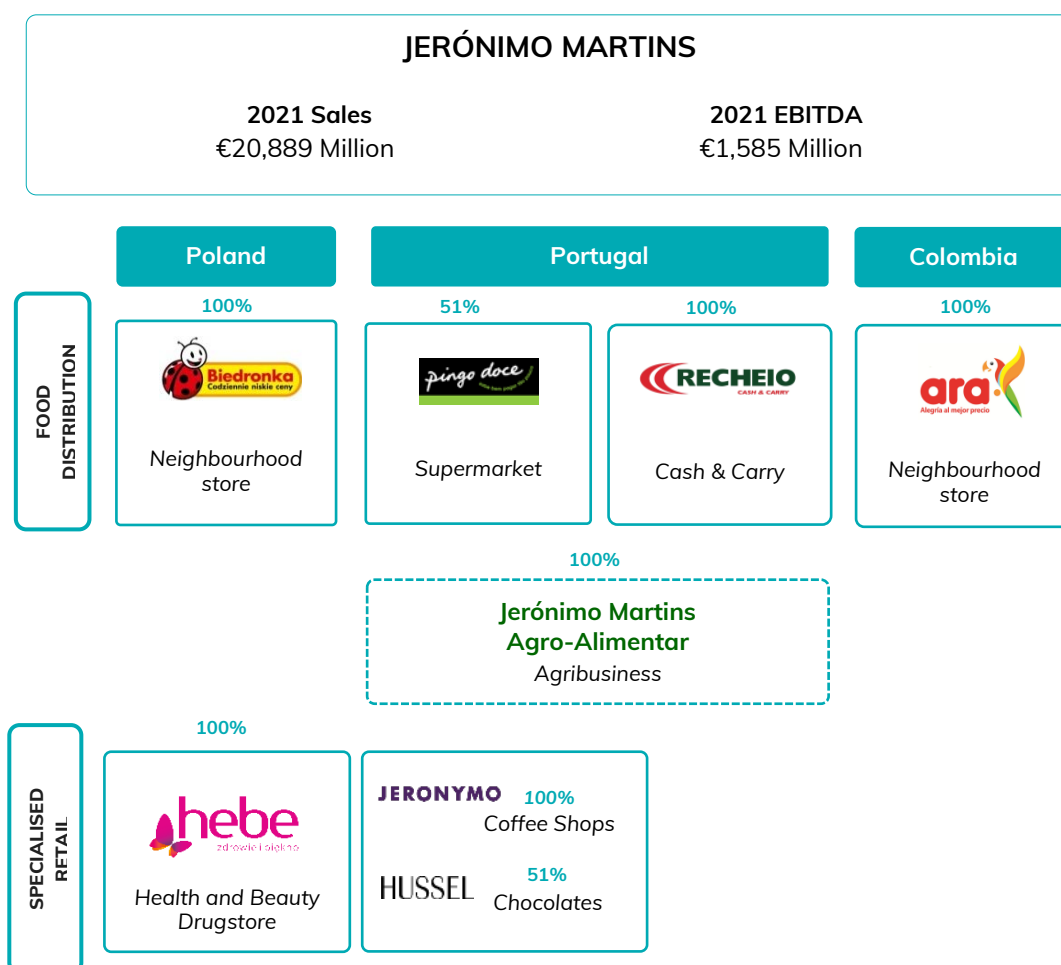 JERÓNIMO MARTINS
2021 Sales
€20,889 Million
2021 EBITDA
€1,585 Million
Poland
Portugal
Colombia
FOOD
DISTRIBUTION
100%
51%
100%
100%
Biedronka
Codziennie niskie ceny
pingo doce
RECHEIO
CASH & CARRY
ara
Alegría al mejor precio
Neighbourhood
store
Supermarket
Cash & Carry
Neighbourhood
store
100%
Jerónimo Martins
Agro-Alimentar
Agribusiness
SPECIALISED
RETAIL
100%
hebe
zdrowie i piękno
Health and Beauty
Drugstore
JERONYMO
100%
Coffee Shops
HUSSEL
51%
Chocolates